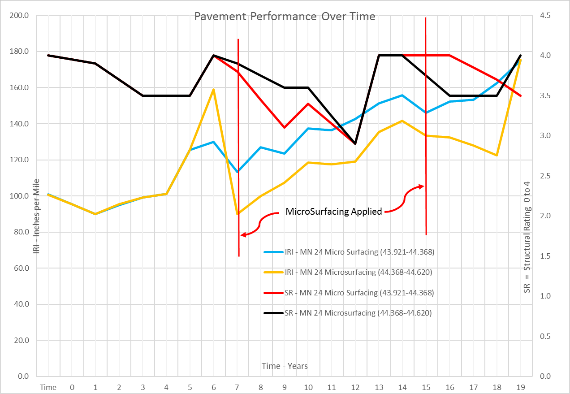 Pavement Performance Over Time
200.0
180.0
160.0
140.0
120.0
100.0
80.0
60.0
40.0
20.0
0.0
IRI - Inches per Mile
4.5
4.0
3.5
3.0
2.5
2.0
1.5
1.0
0.5
0.0
SR = Structural Rating 0 to 4
MicroSurfacing Applied
IRI - MN 24 Micro Surfacing (43.921-44.368)
IRI - MN 24 Microsurfacing (44.368-44.620)
SR - MN 24 Micro Surfacing (43.921-44.368)
SR - MN 24 Microsurfacing (44.368-44.620)
Time - Years
Time 0 1 2 3 4 5 6 7 8 9 10 11 12 13 14 15 16 17 18 19